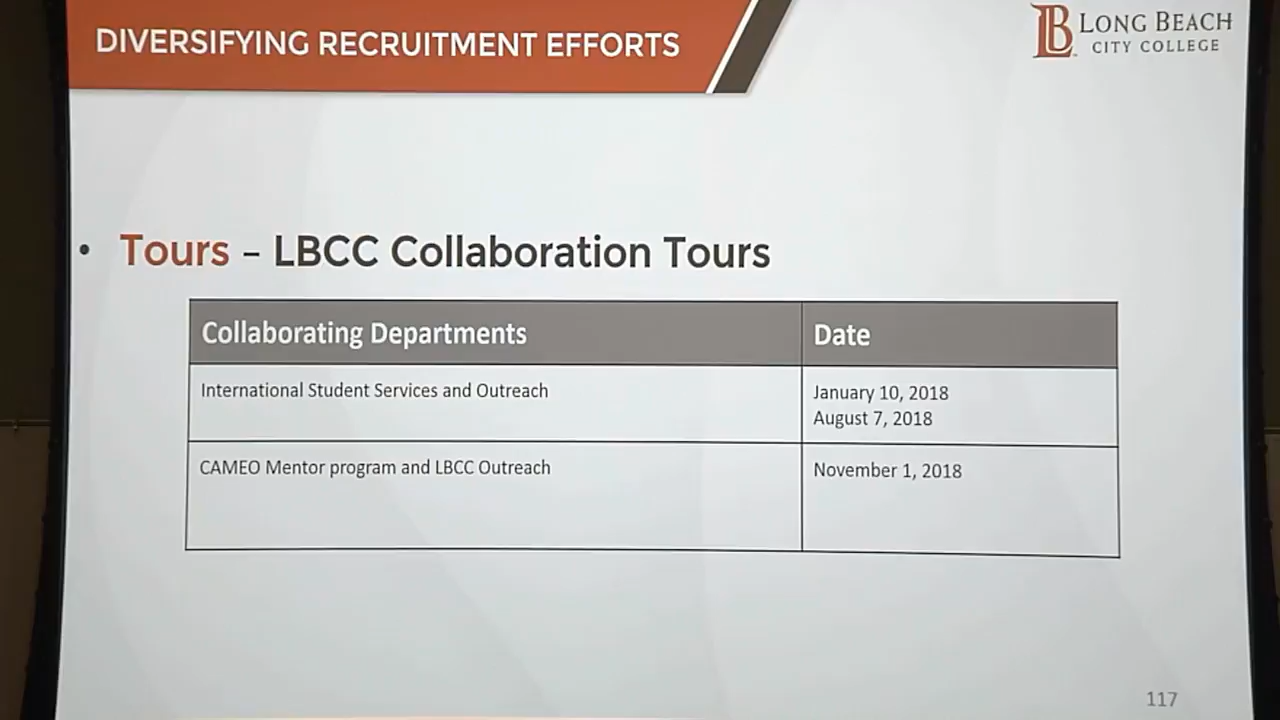 DIVERSIFYING RECRUITMENT EFFORTS
LB LONG BEACH
CITY COLLEGE
• Tours – LBCC Collaboration Tours
Collaborating Departments Date
International Student Services and Outreach January 10, 2018
August 7, 2018
CAMEO Mentor program and LBCC Outreach November 1, 2018
117